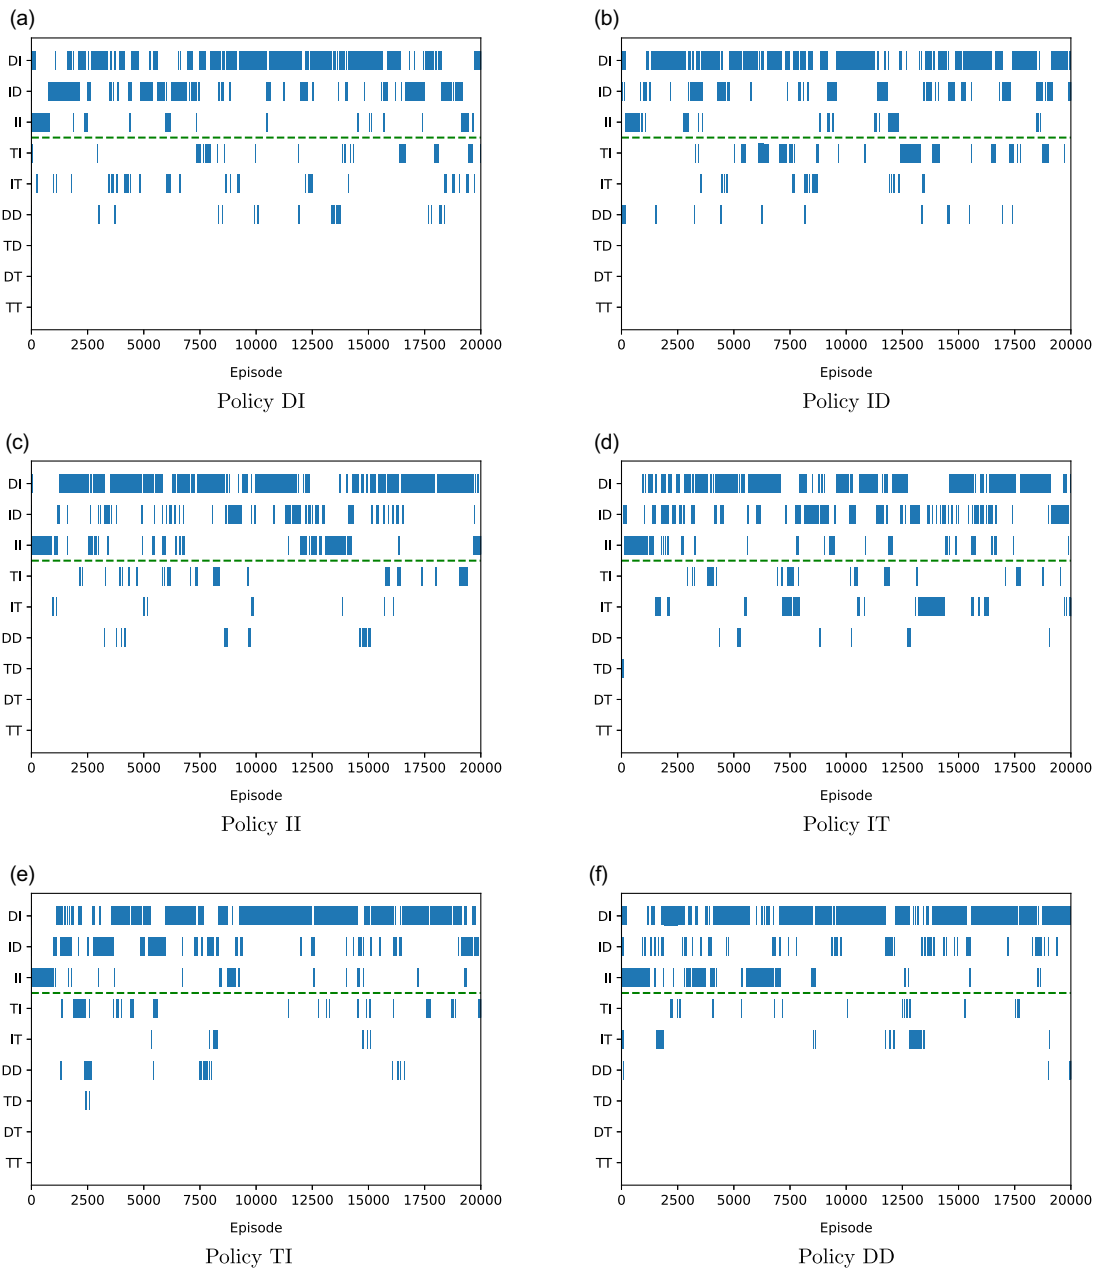 (a)
DI
ID
II
TI
IT
DD
TD
DT
TT
0 2500 5000 7500 10000 12500 15000 17500 20000
Episode
Policy DI
(b)
DI
ID
II
TI
IT
DD
TD
DT
TT
0 2500 5000 7500 10000 12500 15000 17500 20000
Episode
Policy ID
(c)
DI
ID
II
TI
IT
DD
TD
DT
TT
0 2500 5000 7500 10000 12500 15000 17500 20000
Episode
Policy II
(d)
DI
ID
II
TI
IT
DD
TD
DT
TT
0 2500 5000 7500 10000 12500 15000 17500 20000
Episode
Policy IT
(e)
DI
ID
II
TI
IT
DD
TD
DT
TT
0 2500 5000 7500 10000 12500 15000 17500 20000
Episode
Policy TI
(f)
DI
ID
II
TI
IT
DD
TD
DT
TT
0 2500 5000 7500 10000 12500 15000 17500 20000
Episode
Policy DD